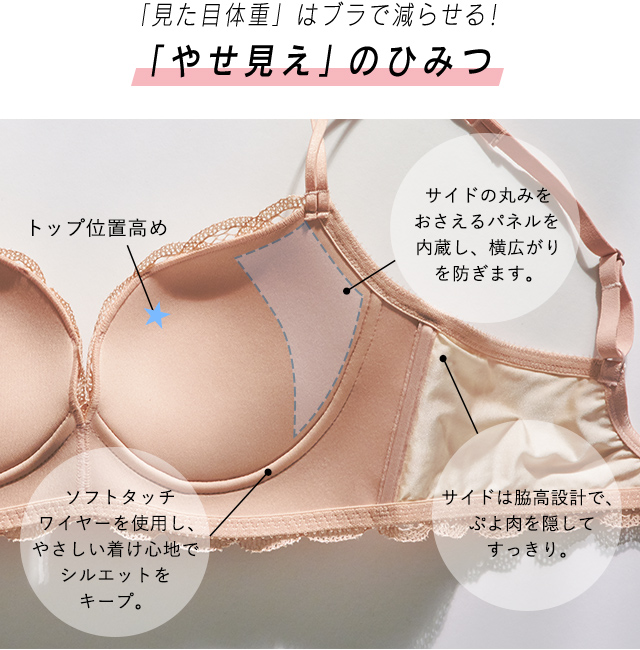 「見た目体重」はブラで減らせる!
「やせ見え」のひみつ
トップ位置高め
サイドの丸みを
おさえるパネルを
内蔵し、横広がり
を防ぎます。
ソフトタッチ
ワイヤーを使用し、
やさしい着け心地で
シルエットを
キープ。
サイドは脇高設計で、
ぷよ肉を隠して
すっきり。